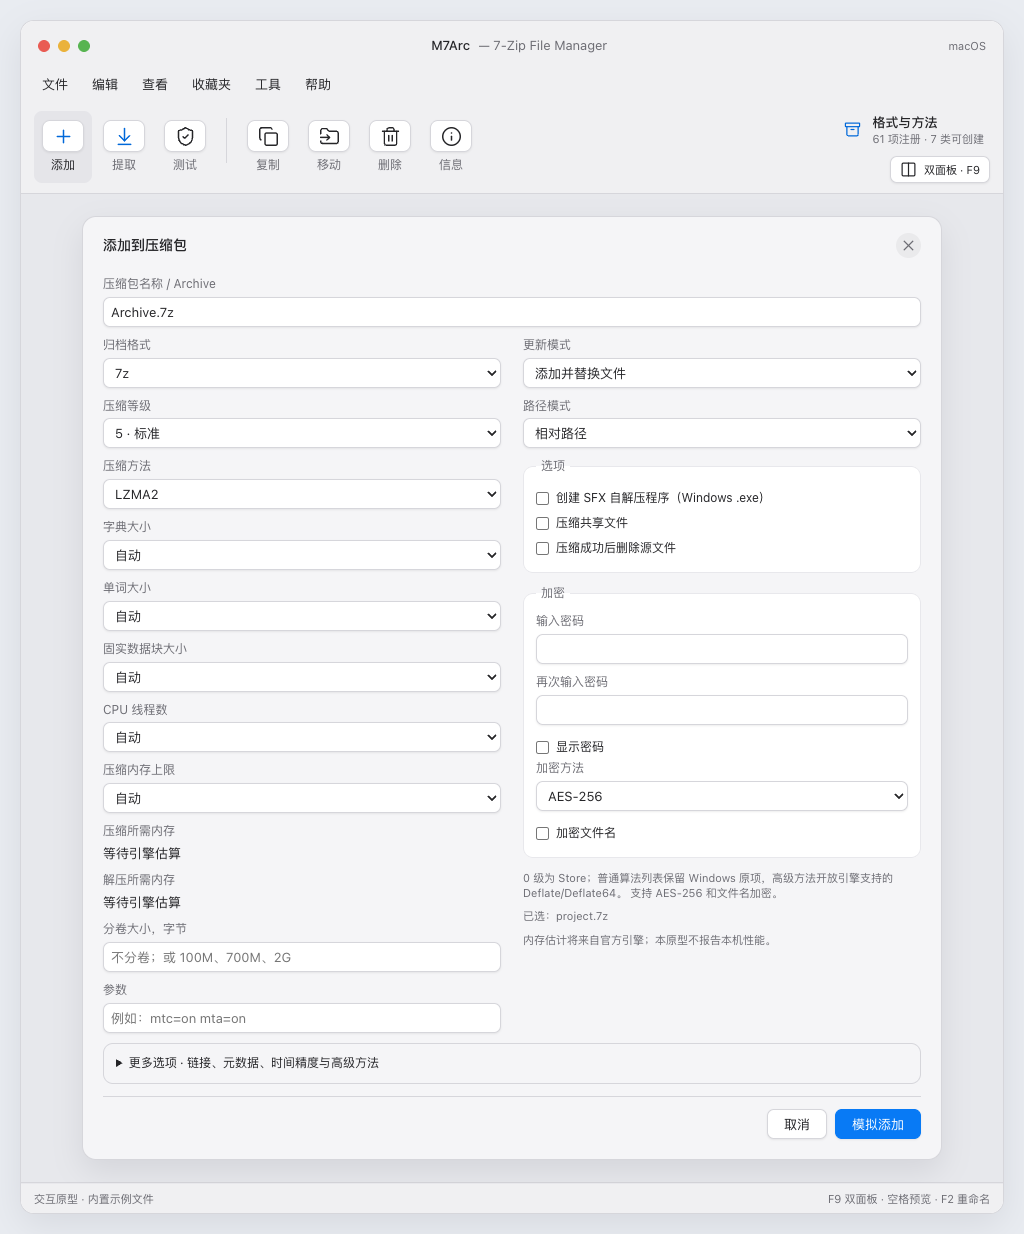 M7Arc — 7-Zip File Manager
macOS
文件 编辑 查看 收藏夹 工具 帮助
添加 提取 测试 复制 移动 删除 信息
格式与方法
61 项注册 · 7 类可创建
双面板 · F9
添加到压缩包
压缩包名称 / Archive
Archive.7z
归档格式
7z
压缩等级
5 · 标准
压缩方法
LZMA2
字典大小
自动
单词大小
自动
固实数据块大小
自动
CPU 线程数
自动
压缩内存上限
自动
压缩所需内存
等待引擎估算
解压所需内存
等待引擎估算
分卷大小，字节
不分卷；或 100M、700M、2G
参数
例如：mtc=on mta=on
更新模式
添加并替换文件
路径模式
相对路径
选项
创建 SFX 自解压程序（Windows .exe）
压缩共享文件
压缩成功后删除源文件
加密
输入密码
再次输入密码
显示密码
加密方法
AES-256
加密文件名
0 级为 Store；普通算法列表保留 Windows 原项，高级方法开放引擎支持的
Deflate/Deflate64。 支持 AES-256 和文件名加密。
已选：project.7z
内存估计将来自官方引擎；本原型不报告本机性能。
更多选项 · 链接、元数据、时间精度与高级方法
取消 模拟添加
交互原型 · 内置示例文件
F9 双面板 · 空格预览 · F2 重命名